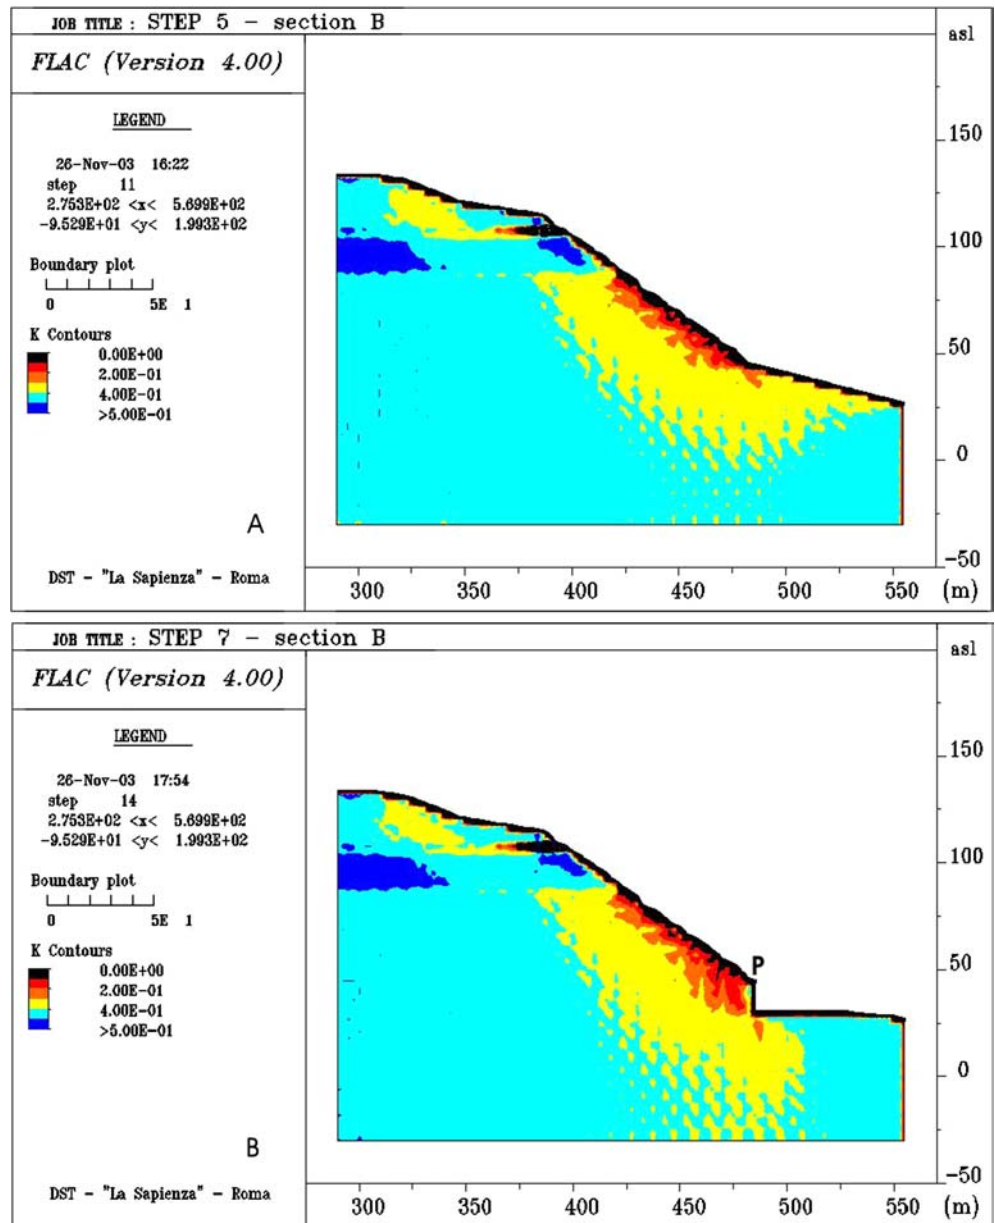 JOB TITLE : STEP 5 - section B
FLAC (Version 4.00)
LEGEND
26-Nov-03 16:22
step 11
2.753E+02 <x< 5.699E+02
-9.529E+01 <y< 1.993E+02
Boundary plot
0 5E 1
K Contours
0.00E+00
2.00E-01
4.00E-01
>5.00E-01
A
DST - "La Sapienza" - Roma
asl
150
100
50
0
-50
300 350 400 450 500 550 (m)
JOB TITLE : STEP 7 - section B
FLAC (Version 4.00)
LEGEND
26-Nov-03 17:54
step 14
2.753E+02 <x< 5.699E+02
-9.529E+01 <y< 1.993E+02
Boundary plot
0 5E 1
K Contours
0.00E+00
2.00E-01
4.00E-01
>5.00E-01
B
DST - "La Sapienza" - Roma
P
asl
150
100
50
0
-50
300 350 400 450 500 550 (m)